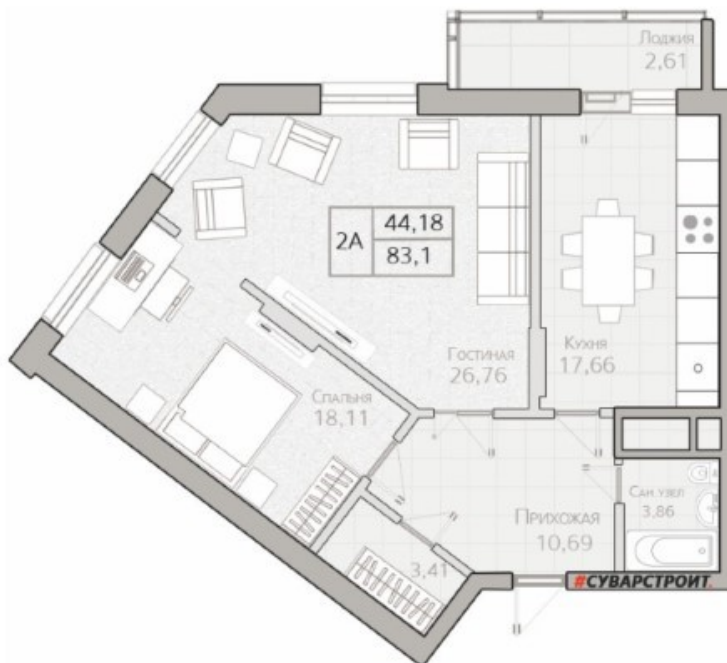 Лоджия
2,61
2А
44,18
83,1
Гостиная
26,76
Кухня
17,66
Спальня
18,11
Прихожая
10,69
Сан.узел
3,86
3,41
#СУВАРСТРОИТ.